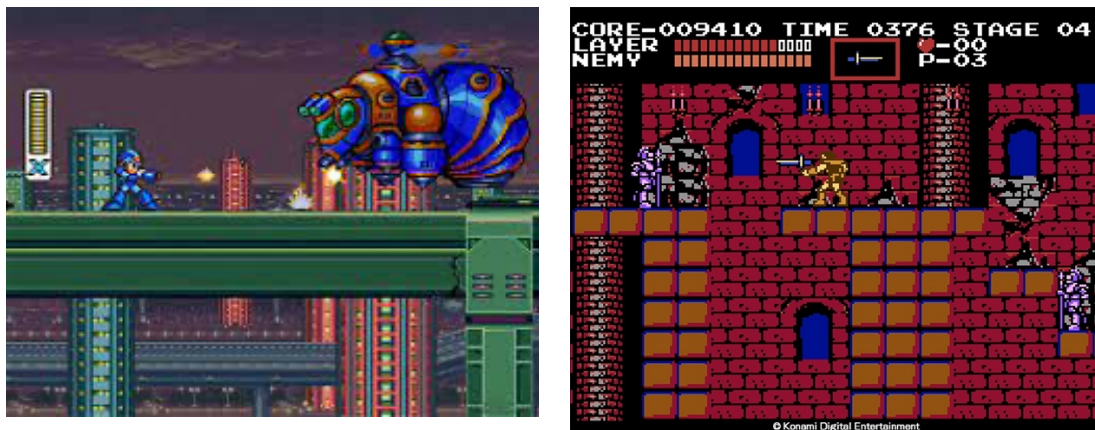 CORE-009410 TIME 0376 STAGE 04
LAYER -00
NEMY P-03
© Konami Digital Entertainment